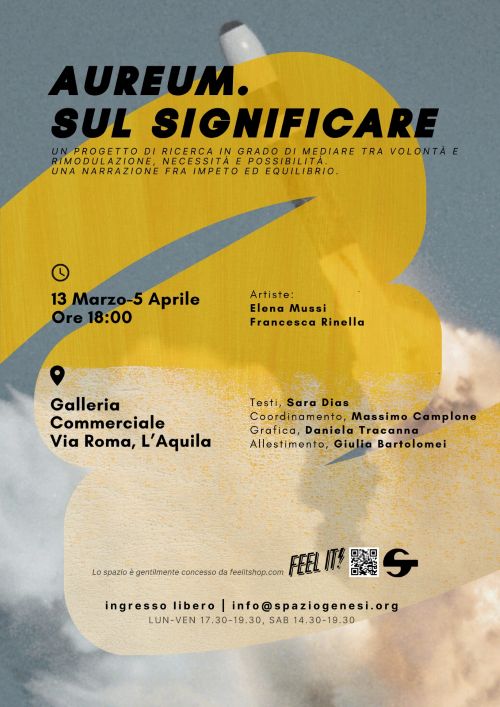 AUREUM.
SUL SIGNIFICARE
UN PROGETTO DI RICERCA IN GRADO DI MEDIARE TRA VOLONTÀ E
RIMODULAZIONE, NECESSITÀ E POSSIBILITÀ.
UNA NARRAZIONE FRA IMPETO ED EQUILIBRIO.
13 Marzo-5 Aprile
Ore 18:00
Artiste:
Elena Mussi
Francesca Rinella
Galleria
Commerciale
Via Roma, L'Aquila
Testi, Sara Dias
Coordinamento, Massimo Camplone
Grafica, Daniela Tracanna
Allestimento, Giulia Bartolomei
Lo spazio è gentilmente concesso da feelitshop.com
FEEL IT!
ingresso libero | info@spaziogenesi.org
LUN-VEN 17.30-19.30, SAB 14.30-19.30